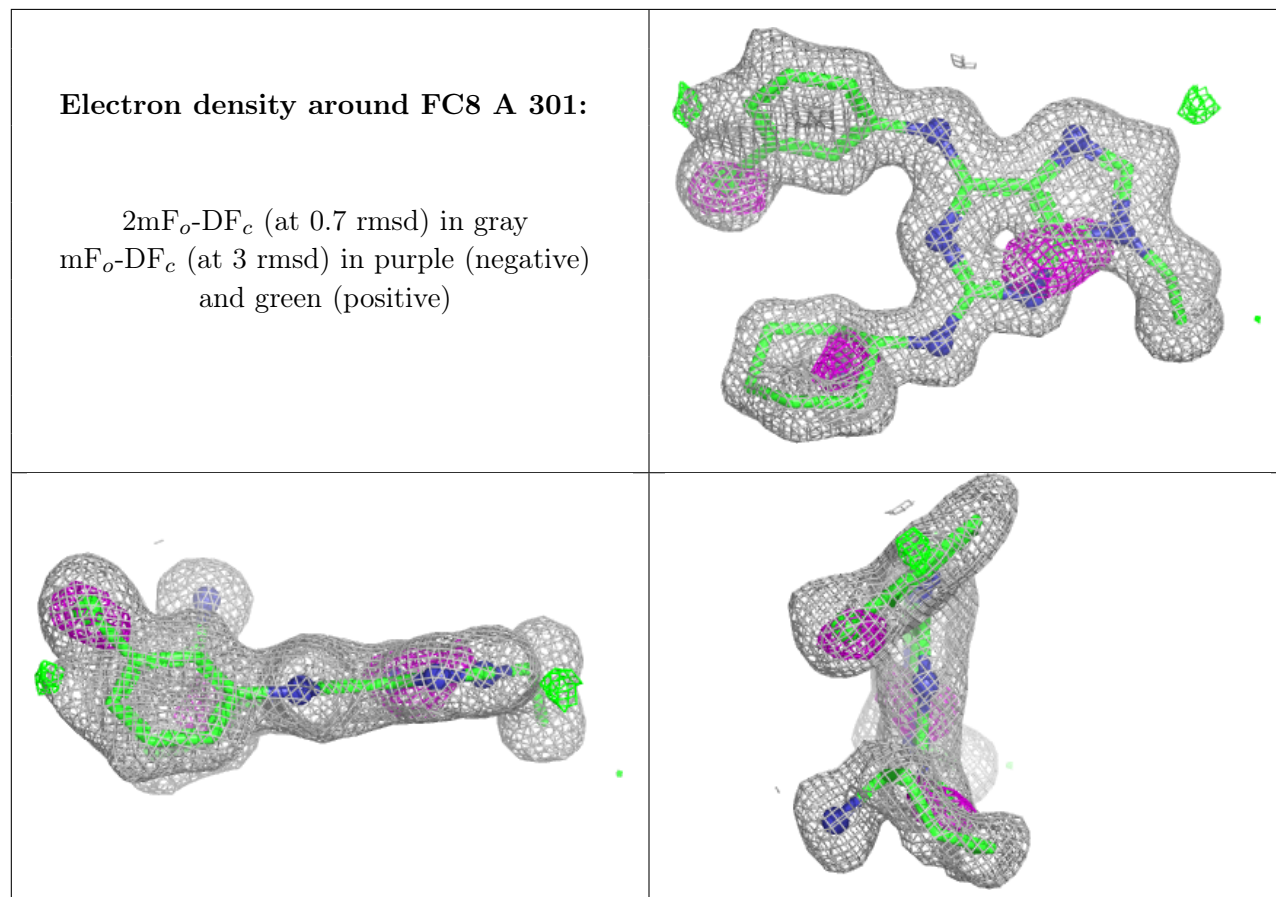 Electron density around FC8 A 301:
2mFo-DFc (at 0.7 rmsd) in gray
mFo-DFc (at 3 rmsd) in purple (negative)
and green (positive)